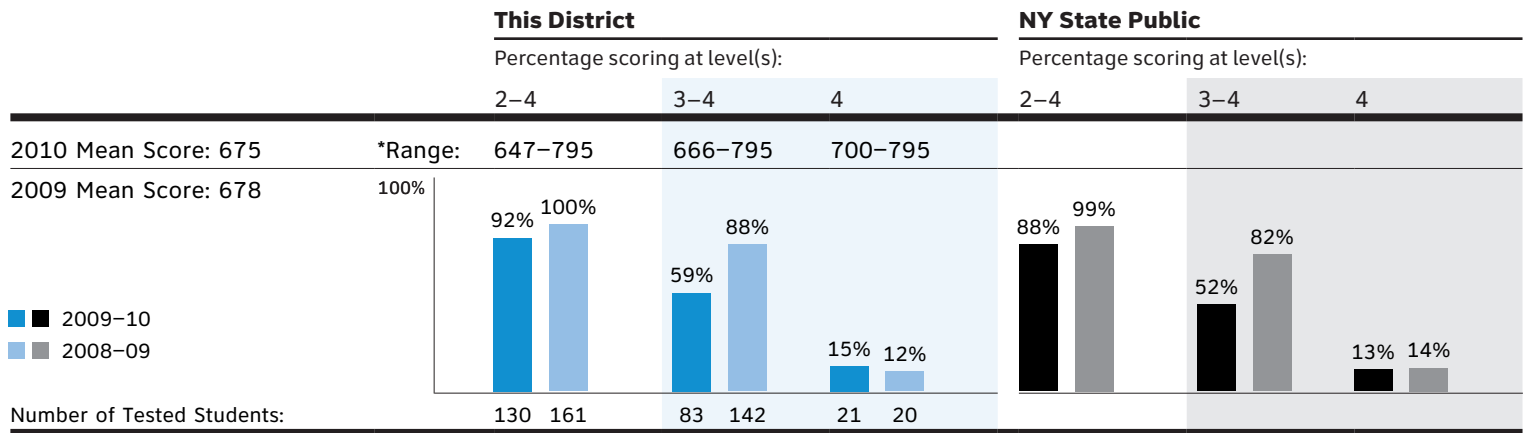 This District NY State Public
Percentage scoring at level(s): Percentage scoring at level(s):
2–4 3–4 4 2–4 3–4 4
2010 Mean Score: 675 *Range: 647–795 666–795 700–795
2009 Mean Score: 678 100%
92% 100% 59% 88% 15% 12% 88% 99% 52% 82% 13% 14%
2009–10
2008–09
Number of Tested Students: 130 161 83 142 21 20